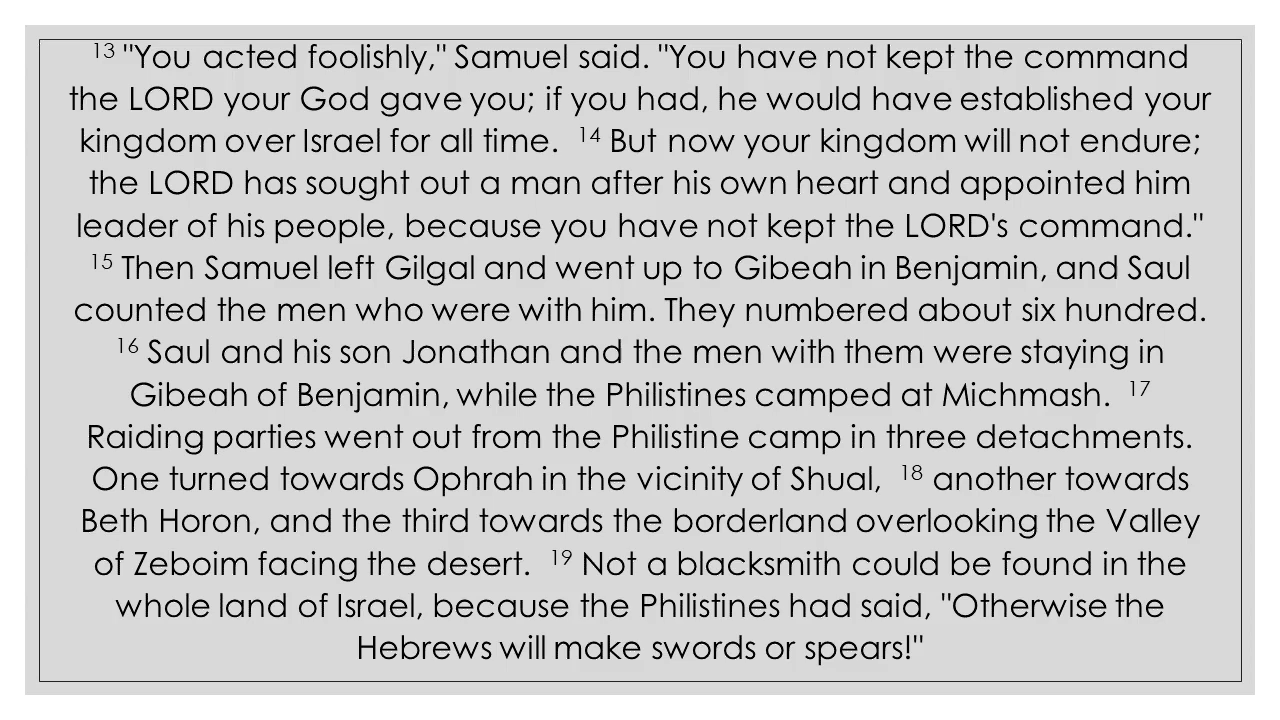 13 "You acted foolishly," Samuel said. "You have not kept the command
the LORD your God gave you; if you had, he would have established your
kingdom over Israel for all time. 14 But now your kingdom will not endure;
the LORD has sought out a man after his own heart and appointed him
leader of his people, because you have not kept the LORD's command."
15 Then Samuel left Gilgal and went up to Gibeah in Benjamin, and Saul
counted the men who were with him. They numbered about six hundred.
16 Saul and his son Jonathan and the men with them were staying in
Gibeah of Benjamin, while the Philistines camped at Michmash. 17
Raiding parties went out from the Philistine camp in three detachments.
One turned towards Ophrah in the vicinity of Shual, 18 another towards
Beth Horon, and the third towards the borderland overlooking the Valley
of Zeboim facing the desert. 19 Not a blacksmith could be found in the
whole land of Israel, because the Philistines had said, "Otherwise the
Hebrews will make swords or spears!"